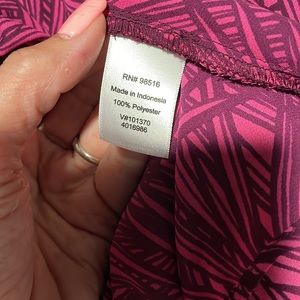 RN# 98516
Made in Indonesia
100% Polyester
V#101370
4016986